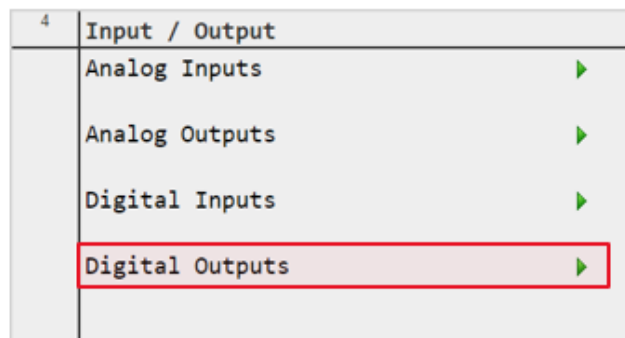 4
Input / Output
Analog Inputs
Analog Outputs
Digital Inputs
Digital Outputs